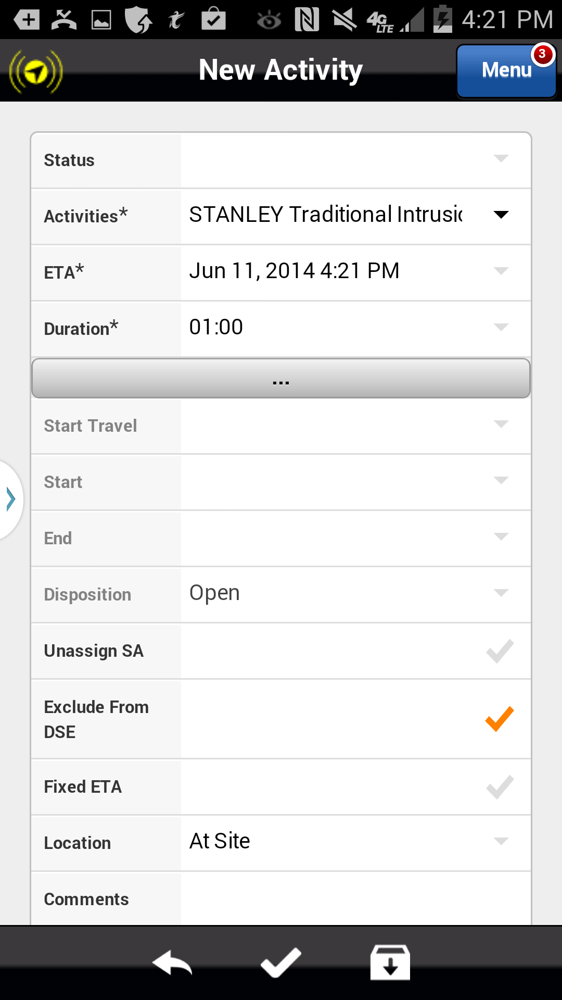 4G LTE 4:21 PM
New Activity
Menu
3
Status
Activities* STANLEY Traditional
ETA* Jun 11, 2014 4:21 PM
Duration* 01:00
...
Start Travel
Start
End
Disposition Open
Unassign SA
Exclude From
DSE
Fixed ETA
Location At Site
Comments